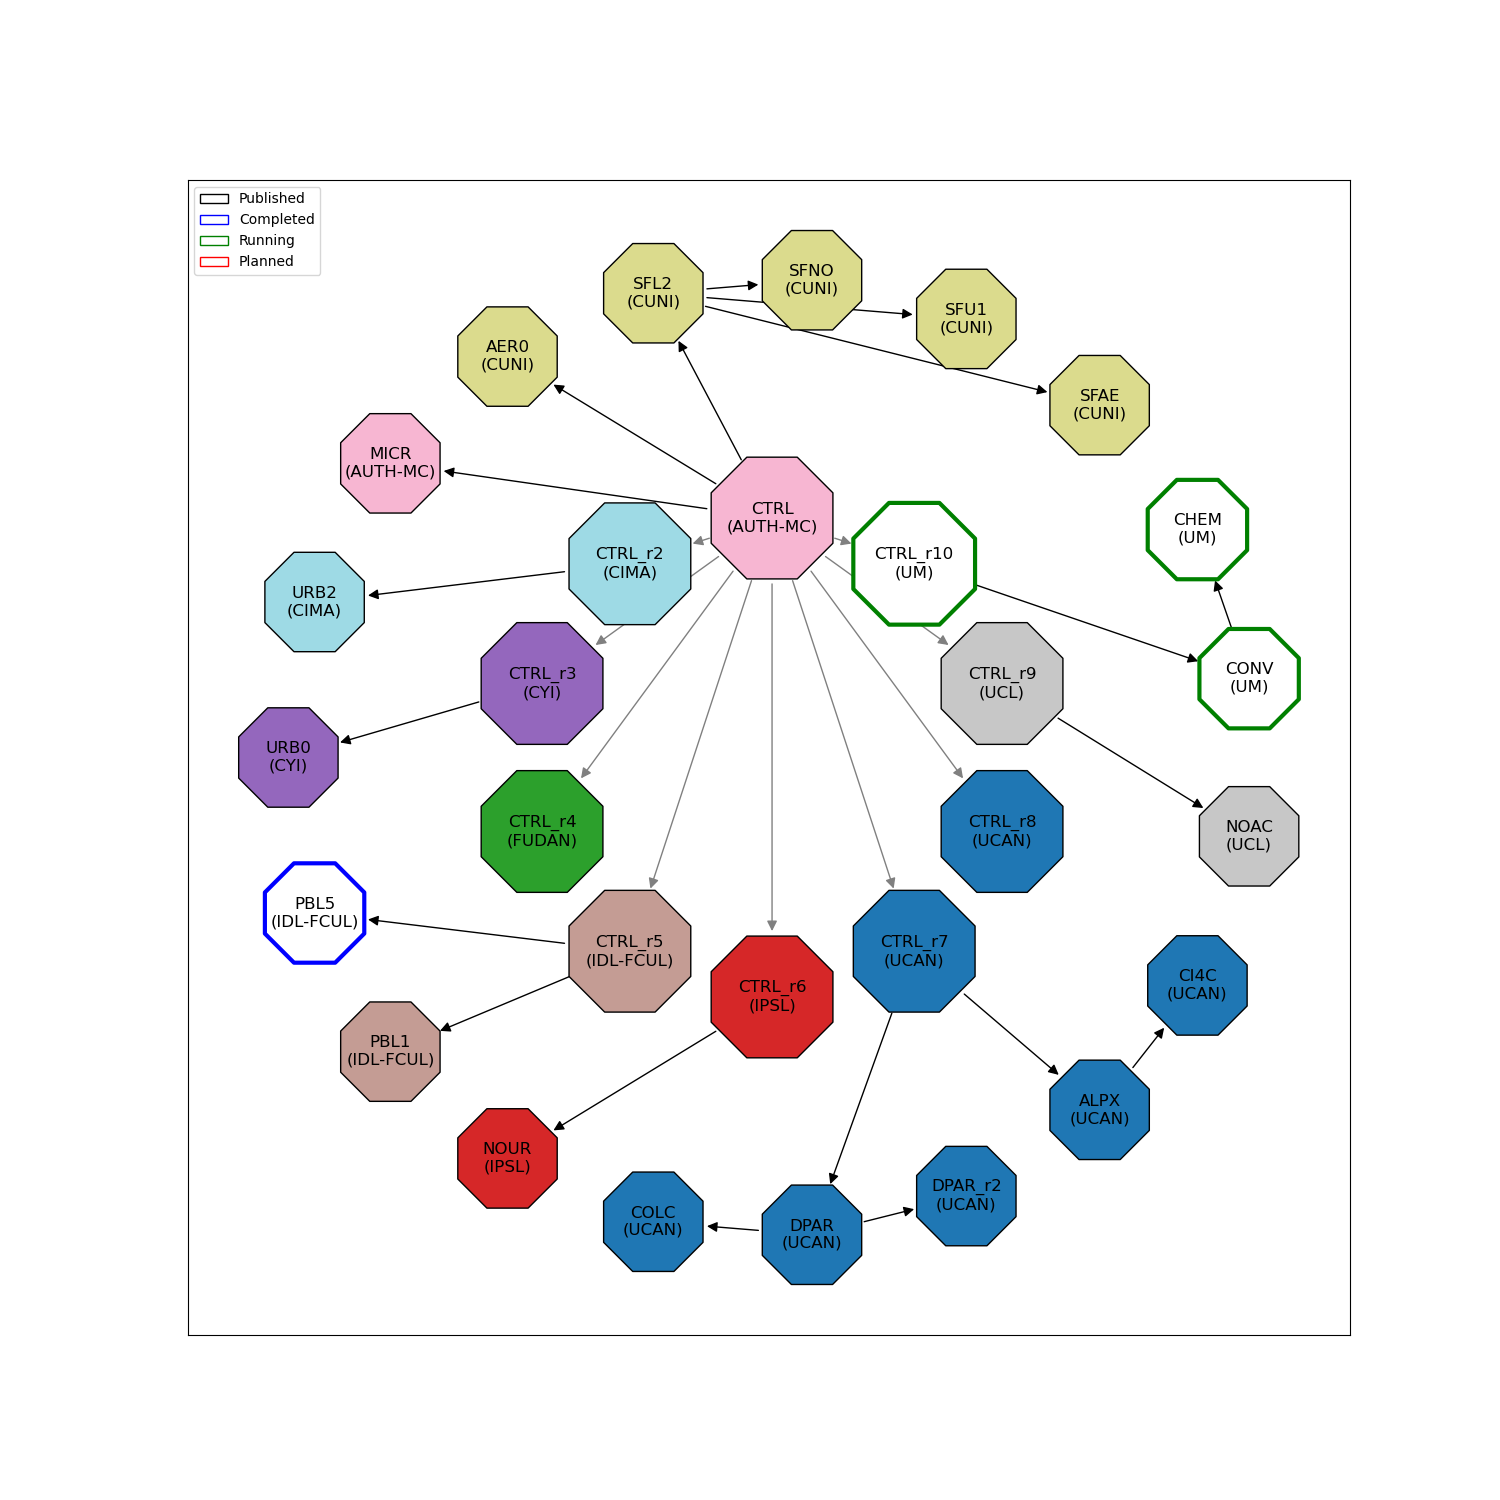 Published
Completed
Running
Planned
SFL2
(CUNI)
SFNO
(CUNI)
SFU1
(CUNI)
AER0
(CUNI)
SFAE
(CUNI)
MICR
(AUTH-MC)
CTRL
(AUTH-MC)
CHEM
(UM)
CTRL_r2
(CIMA)
CTRL_r10
(UM)
URB2
(CIMA)
CTRL_r3
(CYI)
CTRL_r9
(UCL)
CONV
(UM)
URB0
(CYI)
CTRL_r4
(FUDAN)
CTRL_r8
(UCAN)
NOAC
(UCL)
PBL5
(IDL-FCUL)
CTRL_r5
(IDL-FCUL)
CTRL_r7
(UCAN)
CTRL_r6
(IPSL)
CI4C
(UCAN)
PBL1
(IDL-FCUL)
ALPX
(UCAN)
NOUR
(IPSL)
DPAR_r2
(UCAN)
COLC
(UCAN)
DPAR
(UCAN)